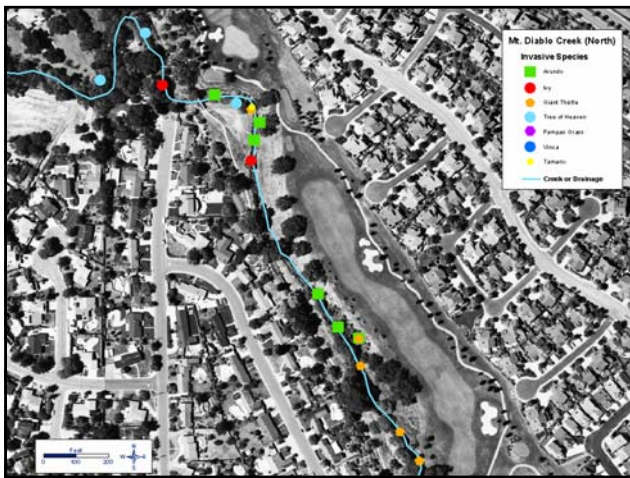 Mt. Diablo Creek (North)
Invasive Species
Arundo
Ivy
Giant Thistle
Tree of Heaven
Pampas Grass
Vinca
Tamarix
Creek or Drainage
Feet
0 100 200
N
W E
S